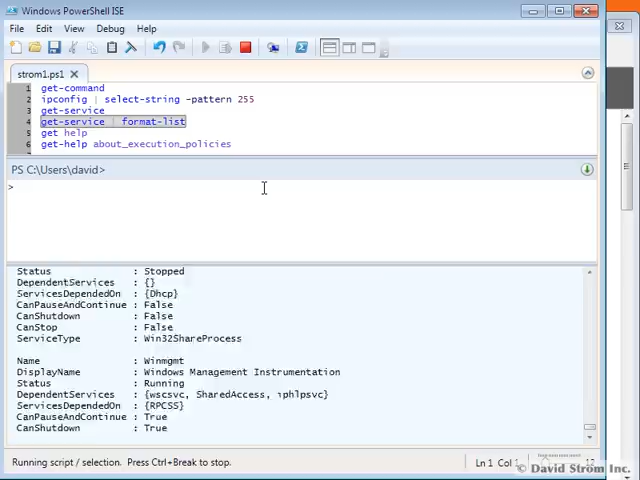 Windows PowerShell ISE
File Edit View Debug Help
strom1.ps1
1 get-command
2 ipconfig | select-string -pattern 255
3 get-service
4 get-service | format-list
5 get help
6 get-help about_execution_policies
PS C:\Users\david>
>
Status : Stopped
DependentServices : {}
ServicesDependedOn : {Dhcp}
CanPauseAndContinue : False
CanShutdown : False
CanStop : False
ServiceType : Win32ShareProcess
Name : Winmgmt
DisplayName : Windows Management Instrumentation
Status : Running
DependentServices : {wscsvc, SharedAccess, iphlpsvc}
ServicesDependedOn : {RPCSS}
CanPauseAndContinue : True
CanShutdown : True
Running script / selection. Press Ctrl+Break to stop.
Ln 1 Col 1
© David Strom Inc.